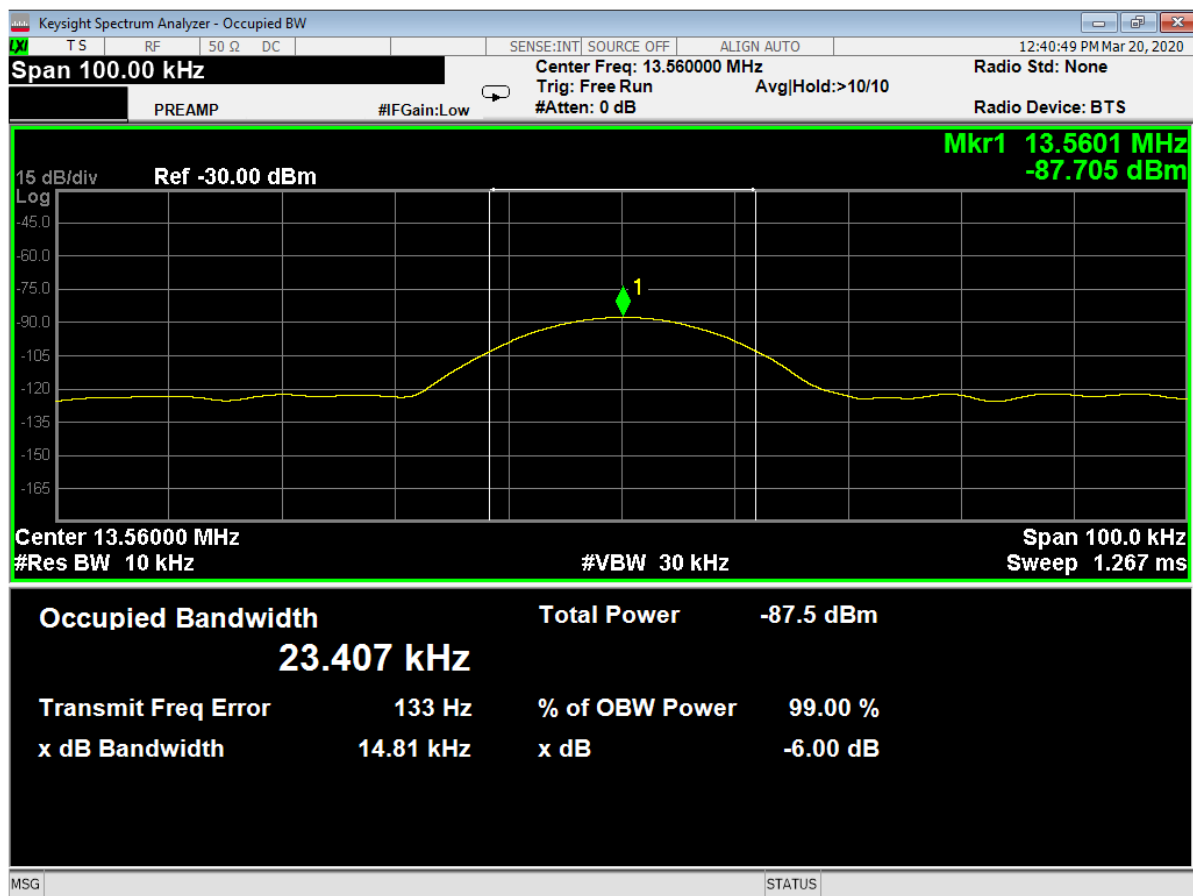 Keysight Spectrum Analyzer - Occupied BW
LXI T S RF 50 Ω DC SENSE:INT SOURCE OFF ALIGN AUTO 12:40:49 PM Mar 20, 2020
Span 100.00 kHz Center Freq: 13.560000 MHz Radio Std: None
Trig: Free Run Avg|Hold:>10/10
PREAMP #IFGain:Low #Atten: 0 dB Radio Device: BTS
Mkr1 13.5601 MHz
-87.705 dBm
15 dB/div Ref -30.00 dBm
Log
-45.0
-60.0
-75.0
1
-90.0
-105
-120
-135
-150
-165
Center 13.56000 MHz Span 100.0 kHz
#Res BW 10 kHz #VBW 30 kHz Sweep 1.267 ms
Occupied Bandwidth Total Power -87.5 dBm
23.407 kHz
Transmit Freq Error 133 Hz % of OBW Power 99.00 %
x dB Bandwidth 14.81 kHz x dB -6.00 dB
MSG STATUS